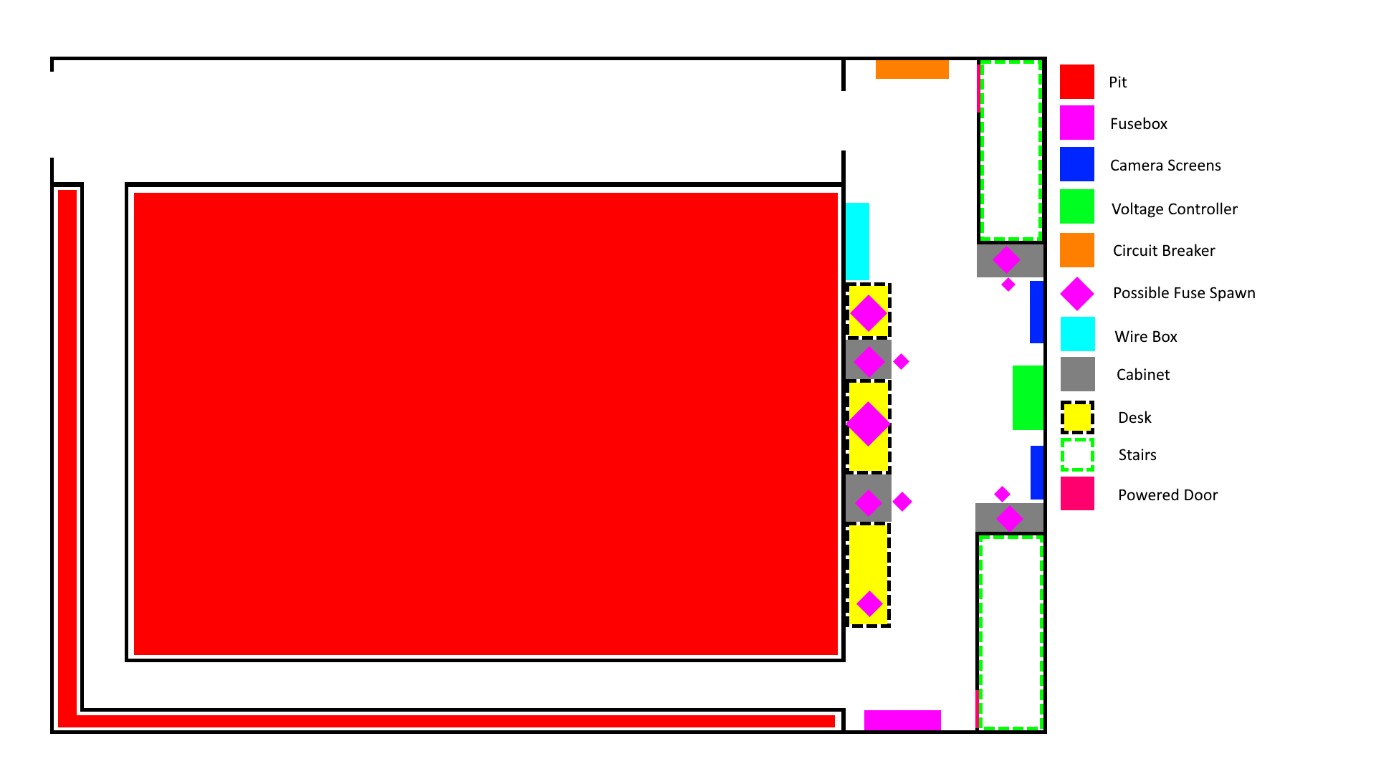 Pit
Fusebox
Camera Screens
Voltage Controller
Circuit Breaker
Possible Fuse Spawn
Wire Box
Cabinet
Desk
Stairs
Powered Door